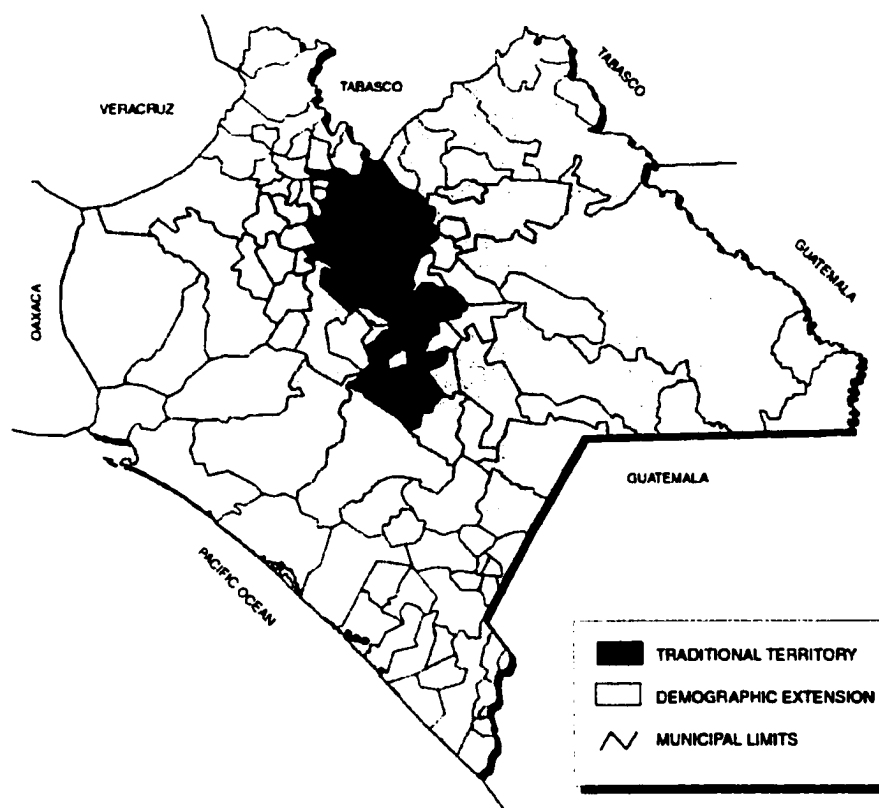 TABASCO
TABASCO
VERACRUZ
OAXACA
GUATEMALA
GUATEMALA
PACIFIC OCEAN
TRADITIONAL TERRITORY
DEMOGRAPHIC EXTENSION
MUNICIPAL LIMITS